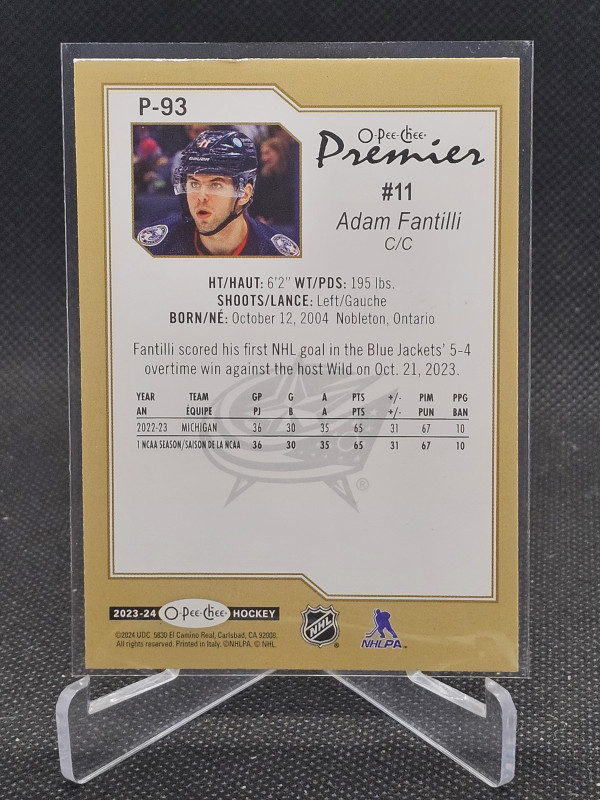 P-93
O-Pee-Chee
Premier
#11
Adam Fantilli
C/C
HT/HAUT: 6'2" WT/PDS: 195 lbs.
SHOOTS/LANCE: Left/Gauche
BORN/NÉ: October 12, 2004 Nobleton, Ontario
Fantilli scored his first NHL goal in the Blue Jackets' 5-4
overtime win against the host Wild on Oct. 21, 2023.
YEAR TEAM GP G A PTS +/- PIM PPG
AN ÉQUIPE PJ B A PTS +/- PUN BAN
2022-23 MICHIGAN 36 30 35 65 31 67 10
1 NCAA SEASON/SAISON DE LA NCAA 36 30 35 65 31 67 10
®
2023-24 O-Pee-Chee HOCKEY
©2024 UDC. 5830 El Camino Real, Carlsbad, CA 92008.
All rights reserved. Printed in Italy. ©NHLPA, © NHL.
NHL ®
NHLPA™